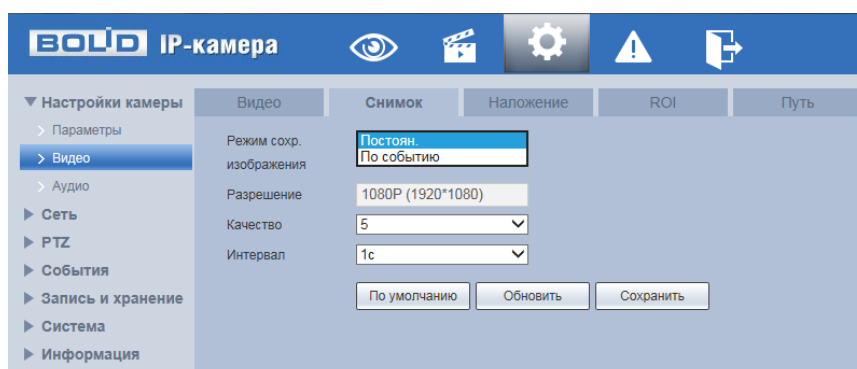 BOLID IP-камера
Настройки камеры
Параметры
Видео
Аудио
Сеть
PTZ
События
Запись и хранение
Система
Информация
Видео Снимок Наложение ROI Путь
Режим сохр. изображения
Постоян.
По событию
Разрешение 1080P (1920*1080)
Качество 5
Интервал 1с
По умолчанию Обновить Сохранить